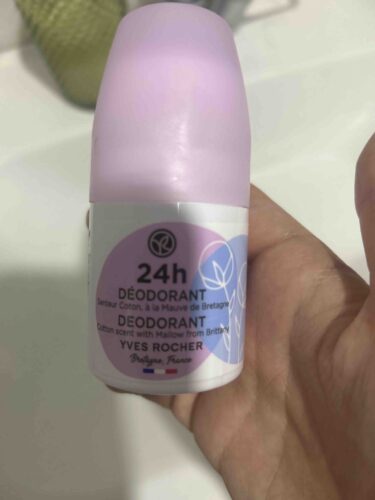 24h
DÉODORANT
Senteur Coton, à la Mauve de Bretagne
DEODORANT
Cotton scent with Mallow from Brittany
YVES ROCHER
Bretagne, France